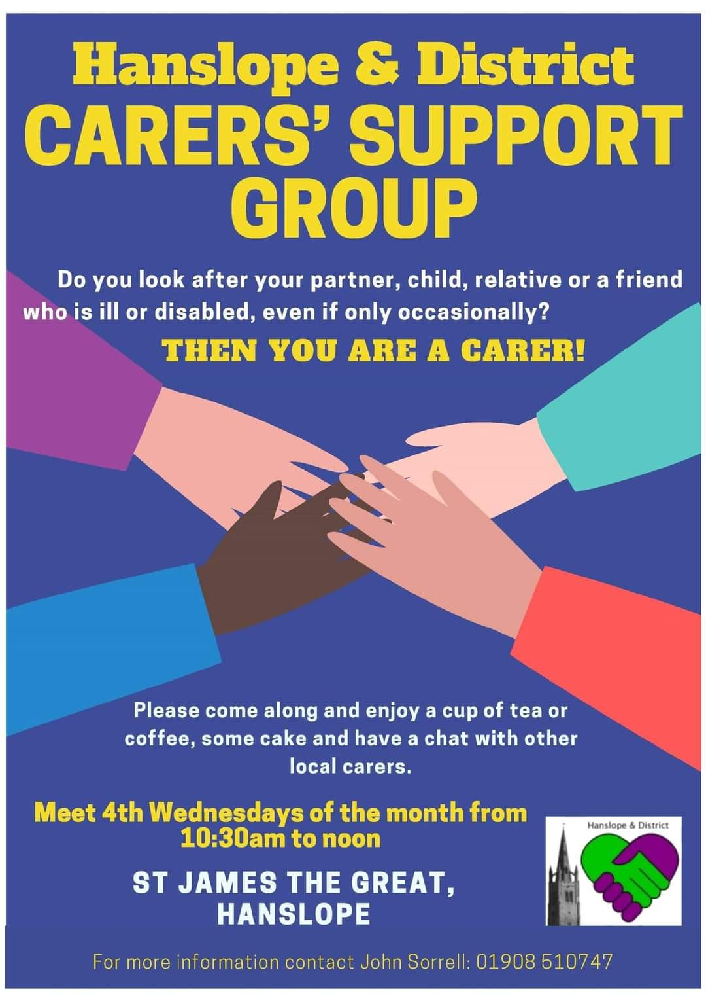 Hanslope & District
CARERS’ SUPPORT
GROUP
Do you look after your partner, child, relative or a friend
who is ill or disabled, even if only occasionally?
THEN YOU ARE A CARER!
Please come along and enjoy a cup of tea or
coffee, some cake and have a chat with other
local carers.
Meet 4th Wednesdays of the month from
10:30am to noon
ST JAMES THE GREAT,
HANSLOPE
Hanslope & District
For more information contact John Sorrell: 01908 510747